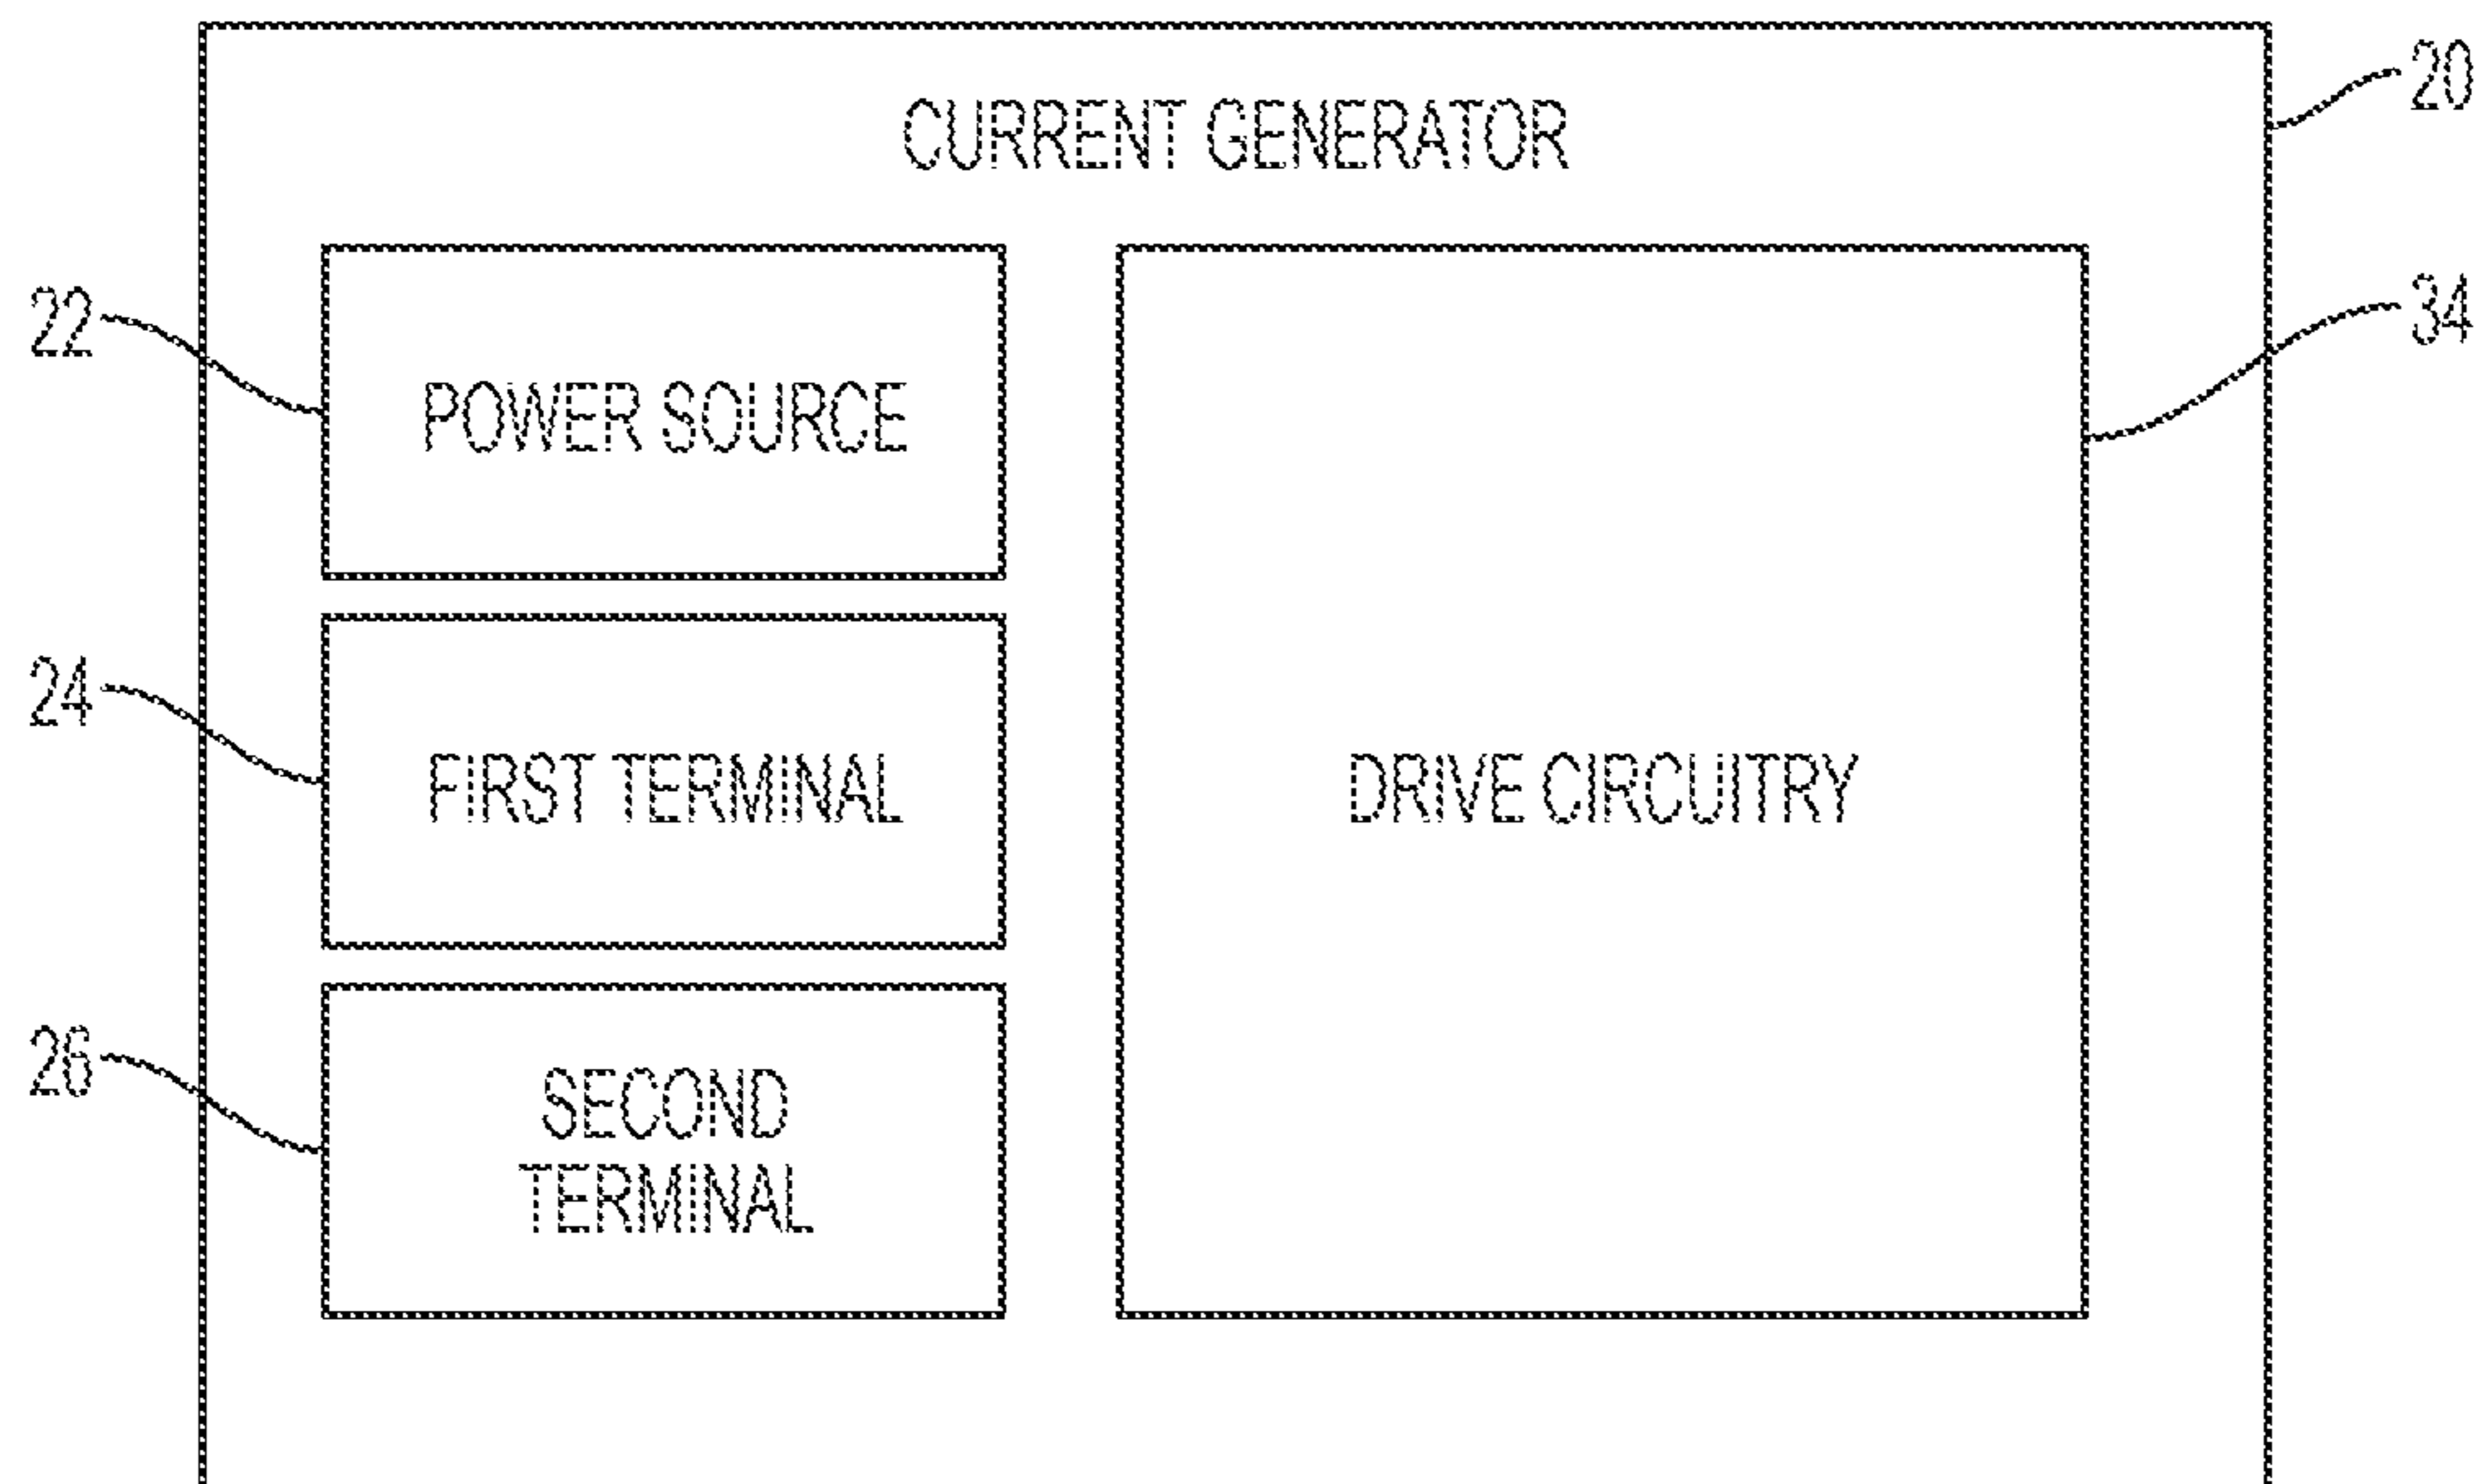 CURRENT GENERATOR
20
22
POWER SOURCE
34
24
FIRST TERMINAL
DRIVE CIRCUITRY
26
SECOND
TERMINAL